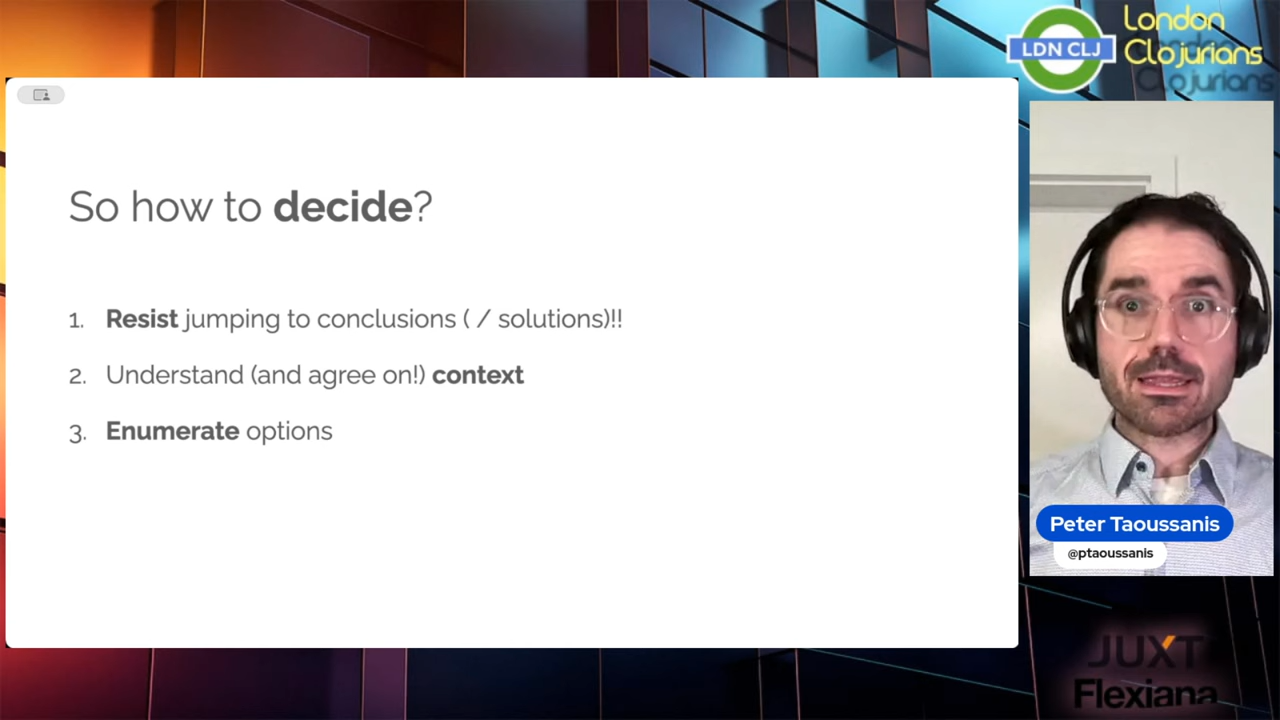 London
Clojurians
LDN CLJ
So how to decide?
1. Resist jumping to conclusions ( / solutions)!!
2. Understand (and agree on!) context
3. Enumerate options
Peter Taoussanis
@ptaoussanis
JUXT
Flexiana